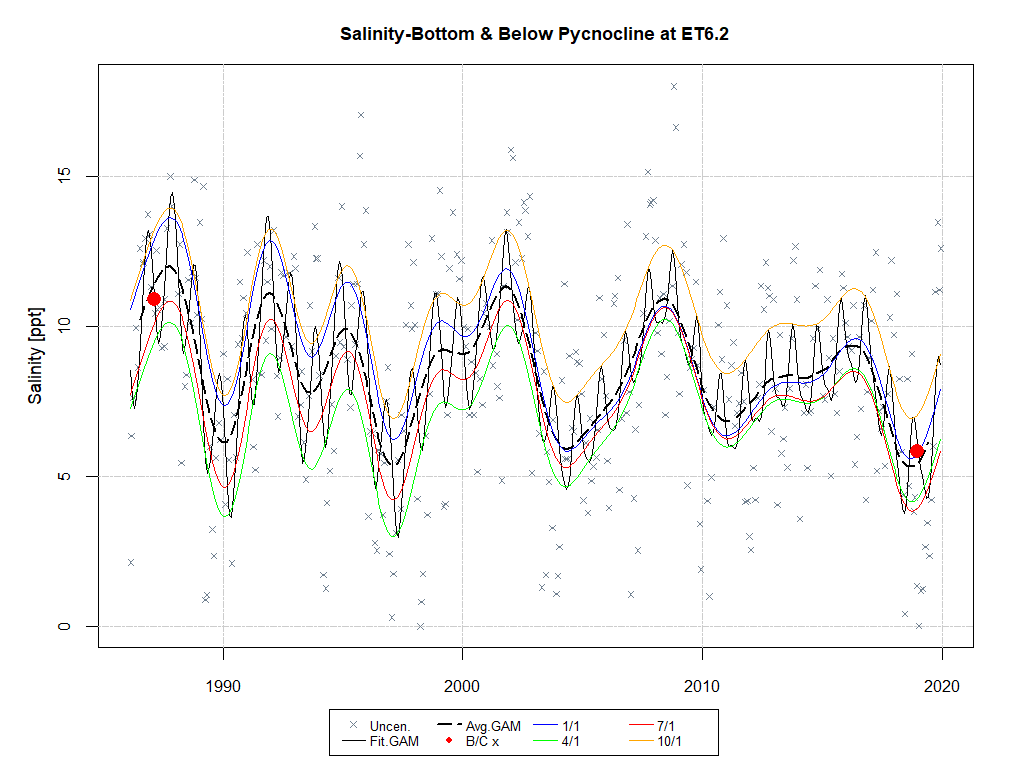 Salinity-Bottom & Below Pycnocline at ET6.2
Salinity [ppt]
15
10
5
0
1990 2000 2010 2020
Uncen. Avg.GAM 1/1 7/1
Fit.GAM B/C x 4/1 10/1